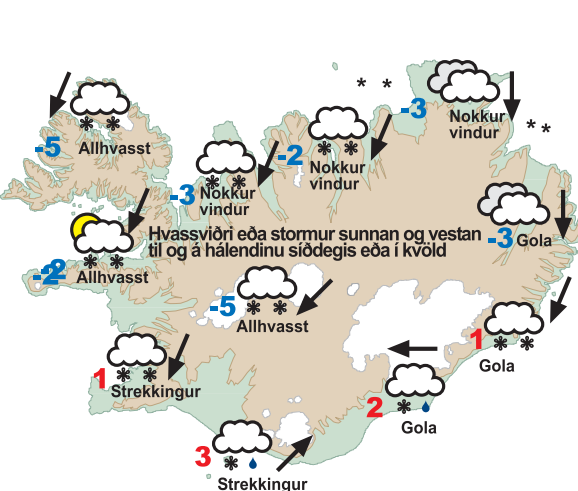 -3
Nokkur
vindur
-5
Allhvasst
-2
Nokkur
vindur
-3
Nokkur
vindur
Hvassviðri eða stormur sunnan og vestan
til og á hálendinu síðdegis eða í kvöld
-3 Gola
-2
Allhvasst
-5
Allhvasst
1
Gola
1
Strekkingur
2
Gola
3
Strekkingur